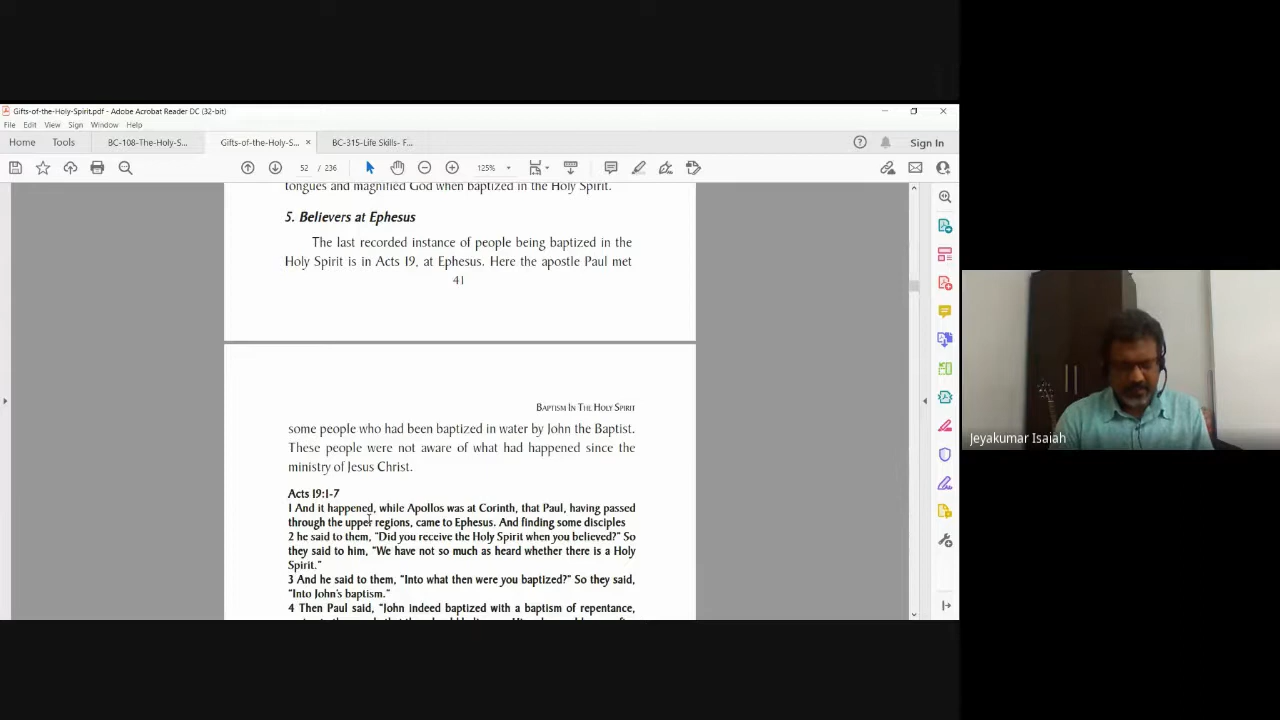 Gifts-of-the-Holy-Spirit.pdf - Adobe Acrobat Reader DC (32-bit)
File Edit View Sign Window Help
Home Tools BC-108-The-Holy-S... Gifts-of-the-Holy-S... × BC-315-Life Skills- F... Sign In
52 / 236 125%
tongues and magnified God when baptized in the Holy Spirit.
5. Believers at Ephesus
The last recorded instance of people being baptized in the
Holy Spirit is in Acts 19, at Ephesus. Here the apostle Paul met
41
BAPTISM IN THE HOLY SPIRIT
some people who had been baptized in water by John the Baptist.
These people were not aware of what had happened since the
ministry of Jesus Christ.
Acts 19:1-7
1 And it happened, while Apollos was at Corinth, that Paul, having passed
through the upper regions, came to Ephesus. And finding some disciples
2 he said to them, “Did you receive the Holy Spirit when you believed?” So
they said to him, “We have not so much as heard whether there is a Holy
Spirit.”
3 And he said to them, “Into what then were you baptized?” So they said,
“Into John’s baptism.”
4 Then Paul said, “John indeed baptized with a baptism of repentance,
Jeyakumar Isaiah